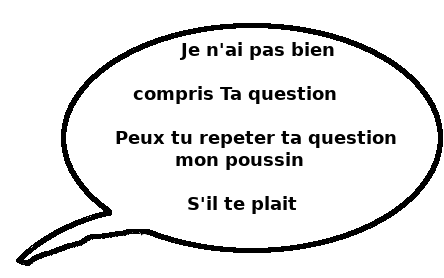 Je n'ai pas bien
compris Ta question
Peux tu repeter ta question
mon poussin
S'il te plait